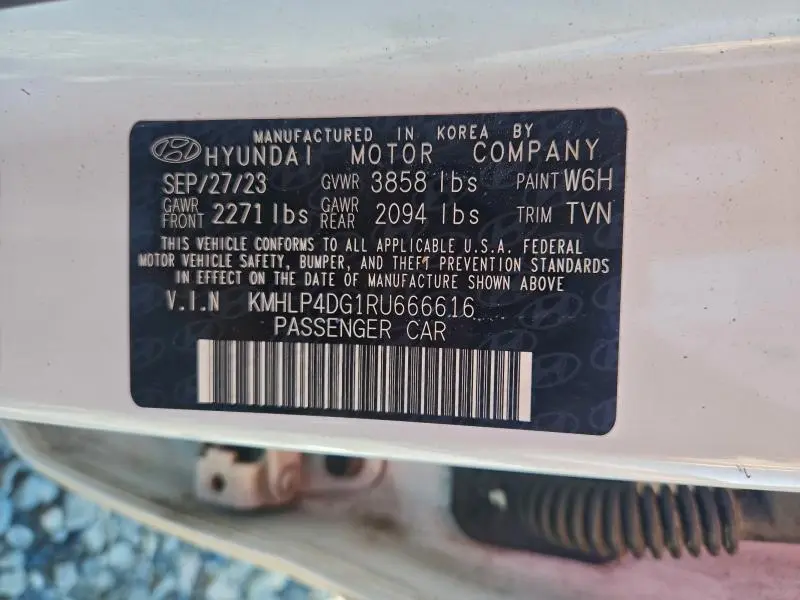 MANUFACTURED IN KOREA BY
HYUNDAI MOTOR COMPANY
SEP/27/23 GVWR 3858 lbs PAINT W6H
GAWR FRONT 2271 lbs GAWR REAR 2094 lbs TRIM TVN
THIS VEHICLE CONFORMS TO ALL APPLICABLE U.S.A. FEDERAL
MOTOR VEHICLE SAFETY, BUMPER, AND THEFT PREVENTION STANDARDS
IN EFFECT ON THE DATE OF MANUFACTURE SHOWN ABOVE
V.I.N KMHLP4DG1RU666616
PASSENGER CAR